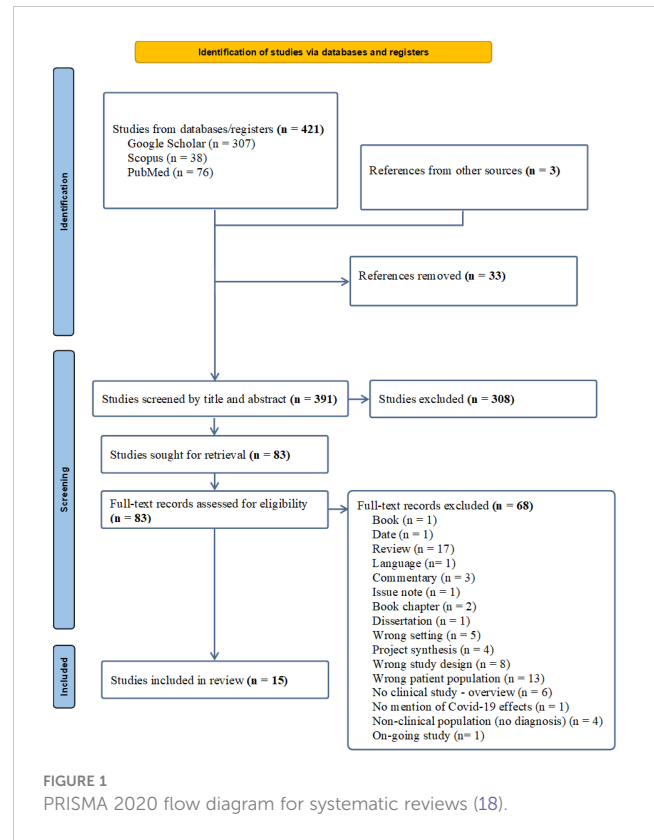 Identification of studies via databases and registers
Identification
Studies from databases/registers (n = 421)
Google Scholar (n = 307)
Scopus (n = 38)
PubMed (n = 76)
References from other sources (n = 3)
References removed (n = 33)
Screening
Studies screened by title and abstract (n = 391)
Studies excluded (n = 308)
Studies sought for retrieval (n = 83)
Full-text records assessed for eligibility
(n = 83)
Full-text records excluded (n = 68)
Book (n = 1)
Date (n = 1)
Review (n = 17)
Language (n= 1)
Commentary (n = 3)
Issue note (n = 1)
Book chapter (n = 2)
Dissertation (n = 1)
Wrong setting (n = 5)
Project synthesis (n = 4)
Wrong study design (n = 8)
Wrong patient population (n = 13)
No clinical study - overview (n = 6)
No mention of Covid-19 effects (n = 1)
Non-clinical population (no diagnosis) (n = 4)
On-going study (n= 1)
Included
Studies included in review (n = 15)
FIGURE 1
PRISMA 2020 flow diagram for systematic reviews (18).